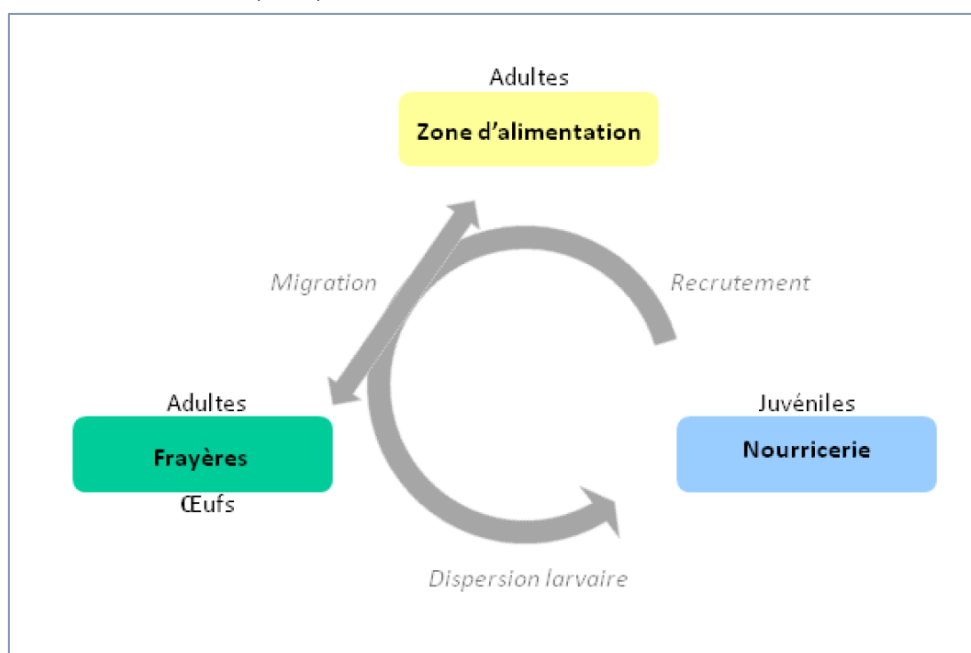 Adultes
Zone d'alimentation
Migration
Recrutement
Adultes
Frayères
Œufs
Juvéniles
Nourricerie
Dispersion larvaire